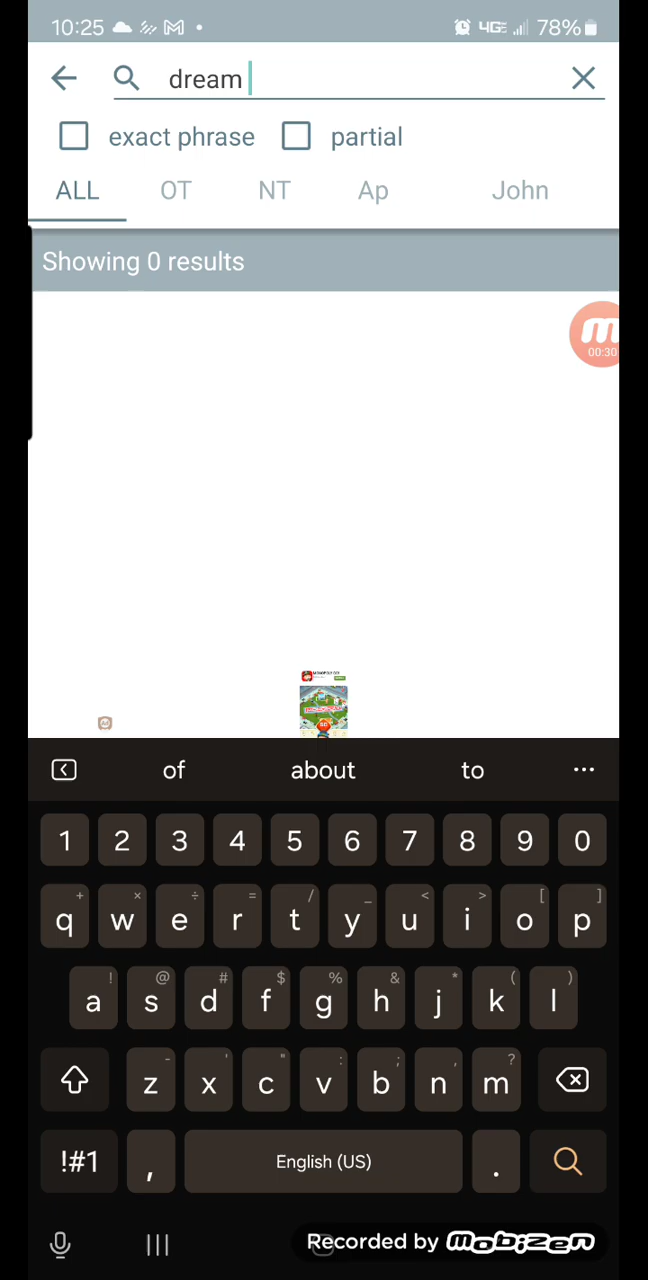 10:25 4GE 78%
dream
exact phrase partial
ALL OT NT Ap John
Showing 0 results
m
00:30
of about to ...
1 2 3 4 5 6 7 8 9 0
+ × ÷ = / _ < > [ ]
q w e r t y u i o p
! @ # $ % & * ( )
a s d f g h j k l
- ' " : ; , ?
z x c v b n m
!#1 , English (US) .
Recorded by mobizen